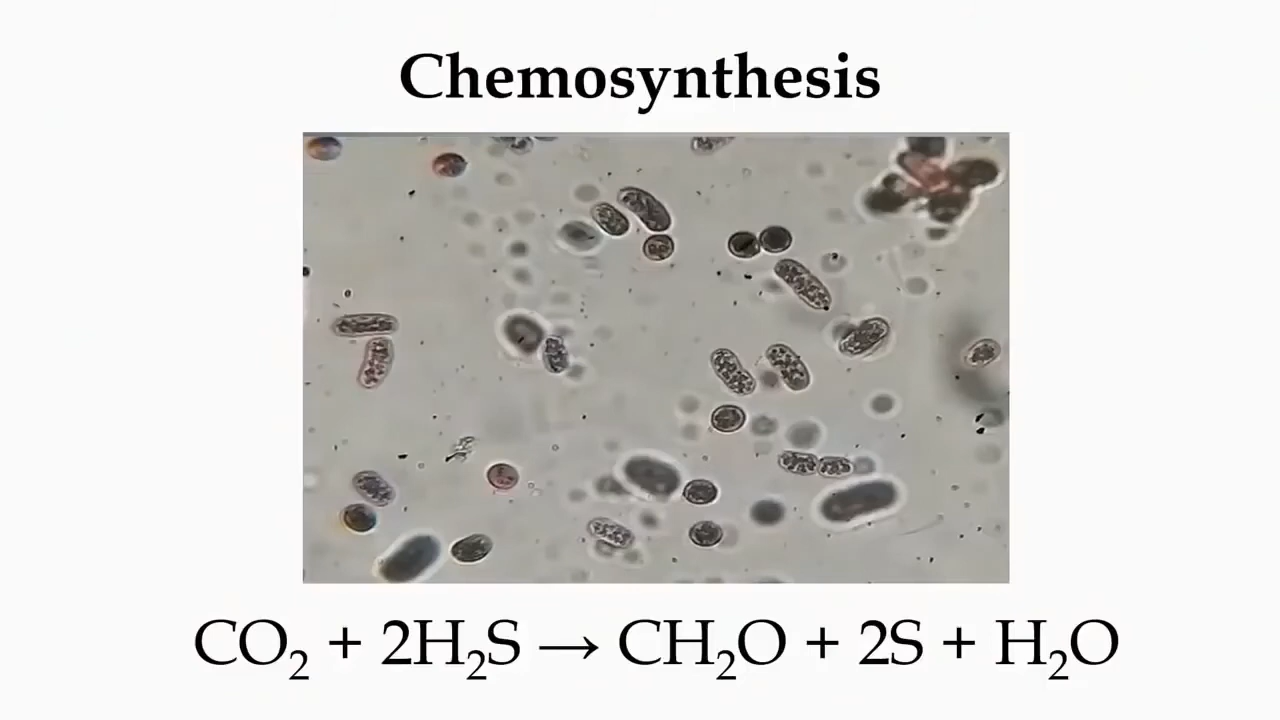 Chemosynthesis
CO₂ + 2H₂S → CH₂O + 2S + H₂O